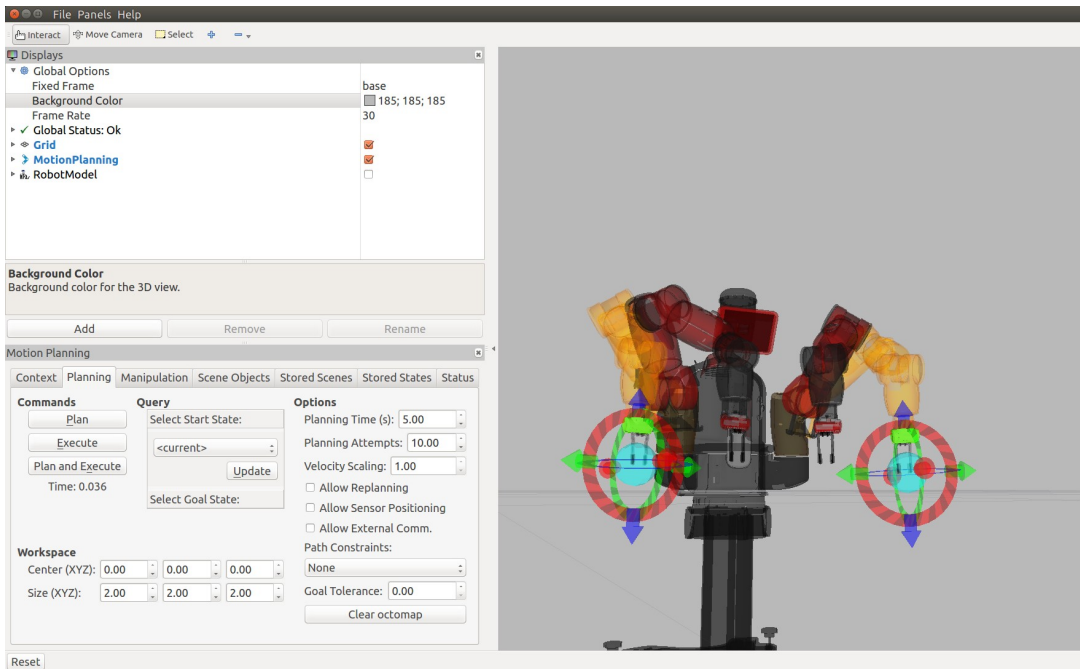 File Panels Help
Interact Move Camera Select
Displays
Global Options
Fixed Frame base
Background Color 185; 185; 185
Frame Rate 30
Global Status: Ok
Grid
MotionPlanning
RobotModel
Background Color
Background color for the 3D view.
Add Remove Rename
Motion Planning
Context Planning Manipulation Scene Objects Stored Scenes Stored States Status
Commands Query Options
Plan Select Start State: Planning Time (s): 5.00
Execute <current> Planning Attempts: 10.00
Plan and Execute Update Velocity Scaling: 1.00
Time: 0.036 Select Goal State: Allow Replanning
Allow Sensor Positioning
Allow External Comm.
Workspace Path Constraints:
Center (XYZ): 0.00 0.00 0.00 None
Size (XYZ): 2.00 2.00 2.00 Goal Tolerance: 0.00
Clear octomap
Reset